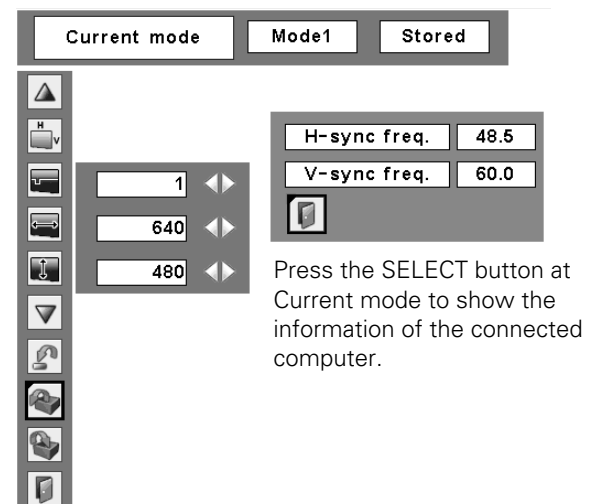 Current mode Mode1 Stored
H
V
1
640
480
H-sync freq. 48.5
V-sync freq. 60.0
Press the SELECT button at
Current mode to show the
information of the connected
computer.